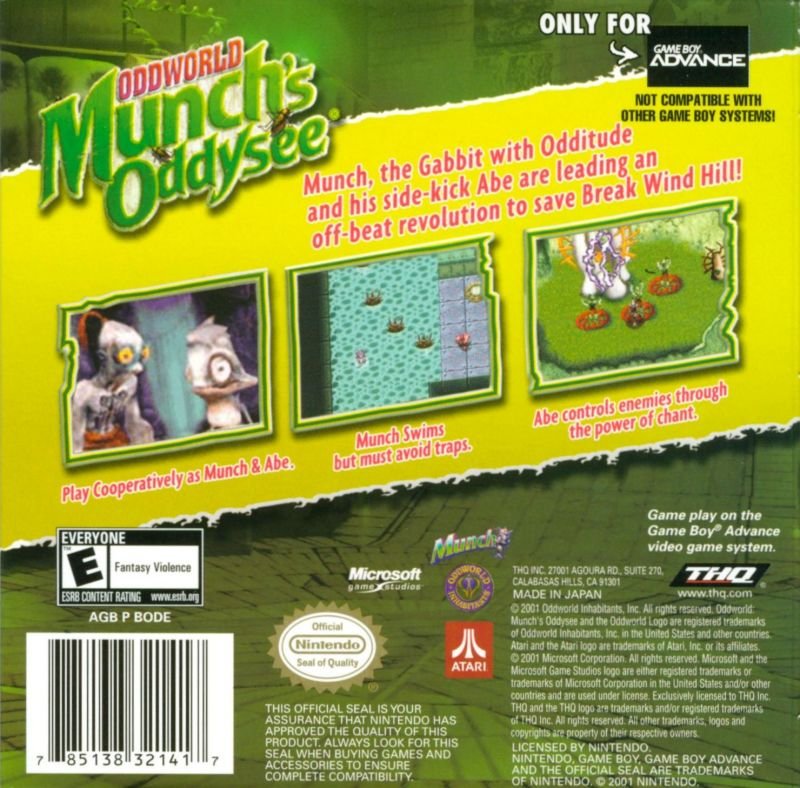 ONLY FOR
GAME BOY
ADVANCE
NOT COMPATIBLE WITH
OTHER GAME BOY SYSTEMS!
ODDWORLD
Munch's
Oddysee®
Munch, the Gabbit with Odditude
and his side-kick Abe are leading an
off-beat revolution to save Break Wind Hill!
Play Cooperatively as Munch & Abe.
Munch Swims
but must avoid traps.
Abe controls enemies through
the power of chant.
Game play on the
Game Boy® Advance
video game system.
EVERYONE
E
TM
Fantasy Violence
ESRB CONTENT RATING www.esrb.org
AGB P BODE
7 85138 32141 7
Official
Nintendo
Seal of Quality
®
THIS OFFICIAL SEAL IS YOUR
ASSURANCE THAT NINTENDO HAS
APPROVED THE QUALITY OF THIS
PRODUCT. ALWAYS LOOK FOR THIS
SEAL WHEN BUYING GAMES AND
ACCESSORIES TO ENSURE
COMPLETE COMPATIBILITY.
Microsoft
game studios
Munch's
ODDWORLD
INHABITANTS
ATARI
THQ
www.thq.com
THQ INC. 27001 AGOURA RD., SUITE 270,
CALABASAS HILLS, CA 91301
MADE IN JAPAN
© 2001 Oddworld Inhabitants, Inc. All rights reserved. Oddworld:
Munch's Oddysee and the Oddworld Logo are registered trademarks
of Oddworld Inhabitants, Inc. in the United States and other countries.
Atari and the Atari logo are trademarks of Atari, Inc. or its affiliates.
© 2001 Microsoft Corporation. All rights reserved. Microsoft and the
Microsoft Game Studios logo are either registered trademarks or
trademarks of Microsoft Corporation in the United States and/or other
countries and are used under license. Exclusively licensed to THQ Inc.
THQ and the THQ logo are trademarks and/or registered trademarks
of THQ Inc. All rights reserved. All other trademarks, logos and
copyrights are property of their respective owners.
LICENSED BY NINTENDO.
NINTENDO, GAME BOY, GAME BOY ADVANCE
AND THE OFFICIAL SEAL ARE TRADEMARKS
OF NINTENDO. © 2001 NINTENDO.